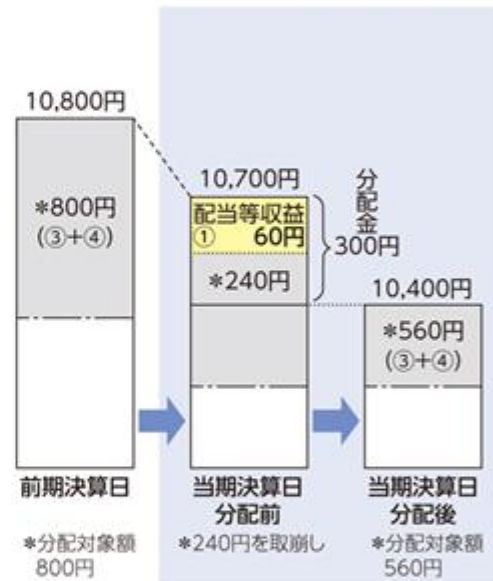 10,800円
*800円
(③+④)
前期決算日
*分配対象額
800円
10,700円
配当等収益
① 60円
*240円
分配金
300円
当期決算日
分配前
*240円を取崩し
10,400円
*560円
(③+④)
当期決算日
分配後
*分配対象額
560円